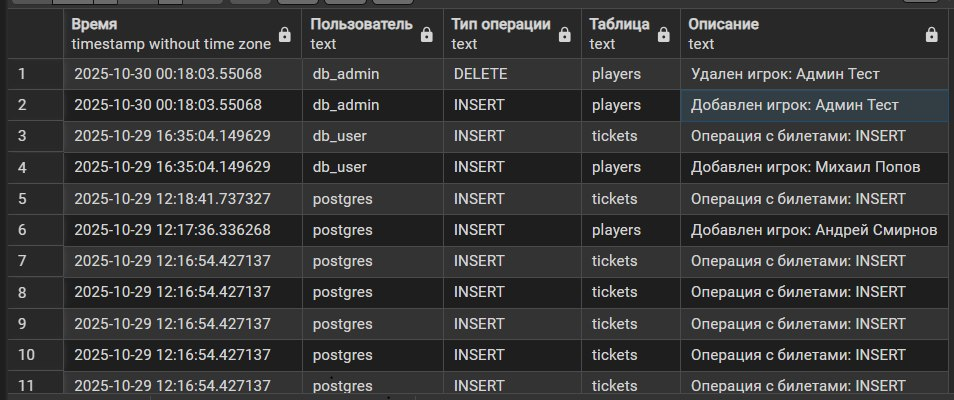 Время Пользователь Тип операции Таблица Описание
timestamp without time zone text text text text
1 2025-10-30 00:18:03.55068 db_admin DELETE players Удален игрок: Админ Тест
2 2025-10-30 00:18:03.55068 db_admin INSERT players Добавлен игрок: Админ Тест
3 2025-10-29 16:35:04.149629 db_user INSERT tickets Операция с билетами: INSERT
4 2025-10-29 16:35:04.149629 db_user INSERT players Добавлен игрок: Михаил Попов
5 2025-10-29 12:18:41.737327 postgres INSERT tickets Операция с билетами: INSERT
6 2025-10-29 12:17:36.336268 postgres INSERT players Добавлен игрок: Андрей Смирнов
7 2025-10-29 12:16:54.427137 postgres INSERT tickets Операция с билетами: INSERT
8 2025-10-29 12:16:54.427137 postgres INSERT tickets Операция с билетами: INSERT
9 2025-10-29 12:16:54.427137 postgres INSERT tickets Операция с билетами: INSERT
10 2025-10-29 12:16:54.427137 postgres INSERT tickets Операция с билетами: INSERT
11 2025-10-29 12:16:54.427137 postgres INSERT tickets Операция с билетами: INSERT